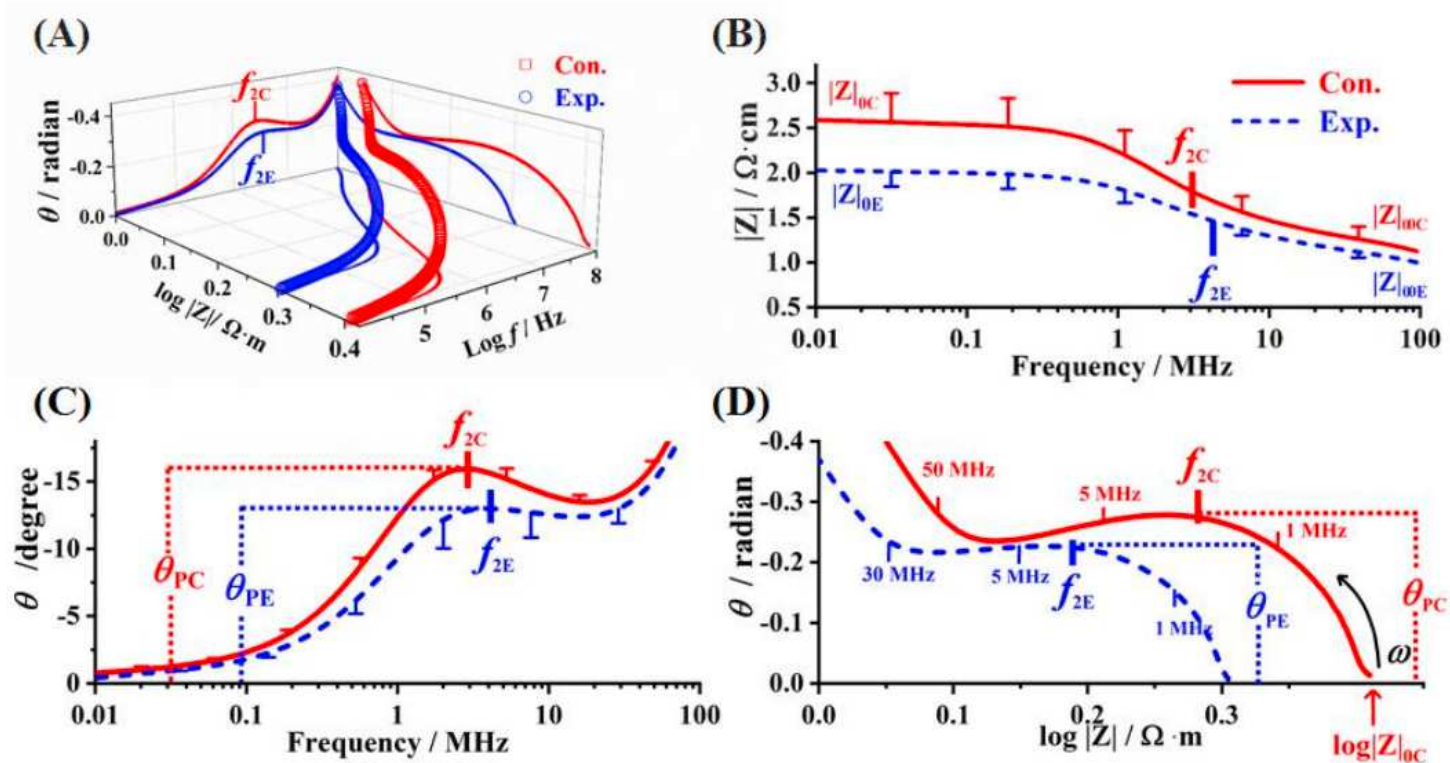 (A)
Con.
Exp.
f2C
f2E
θ / radian
-0.4
-0.2
0.0
0.0
0.1
0.2
0.3
0.4
log |Z|/ Ω·m
5
6
7
8
Log f / Hz
(B)
|Z| / Ω·cm
3.0
2.5
2.0
1.5
1.0
0.5
|Z|0C
|Z|0E
Con.
Exp.
f2C
f2E
|Z|∞C
|Z|∞E
0.01
0.1
1
10
100
Frequency / MHz
(C)
θ /degree
-15
-10
-5
0
θPC
θPE
f2C
f2E
0.01
0.1
1
10
100
Frequency / MHz
(D)
θ / radian
-0.4
-0.3
-0.2
-0.1
0.0
50 MHz
5 MHz
f2C
1 MHz
30 MHz
5 MHz
f2E
1 MHz
θPE
θPC
ω
0.0
0.1
0.2
0.3
log |Z| / Ω·m
log|Z|0C